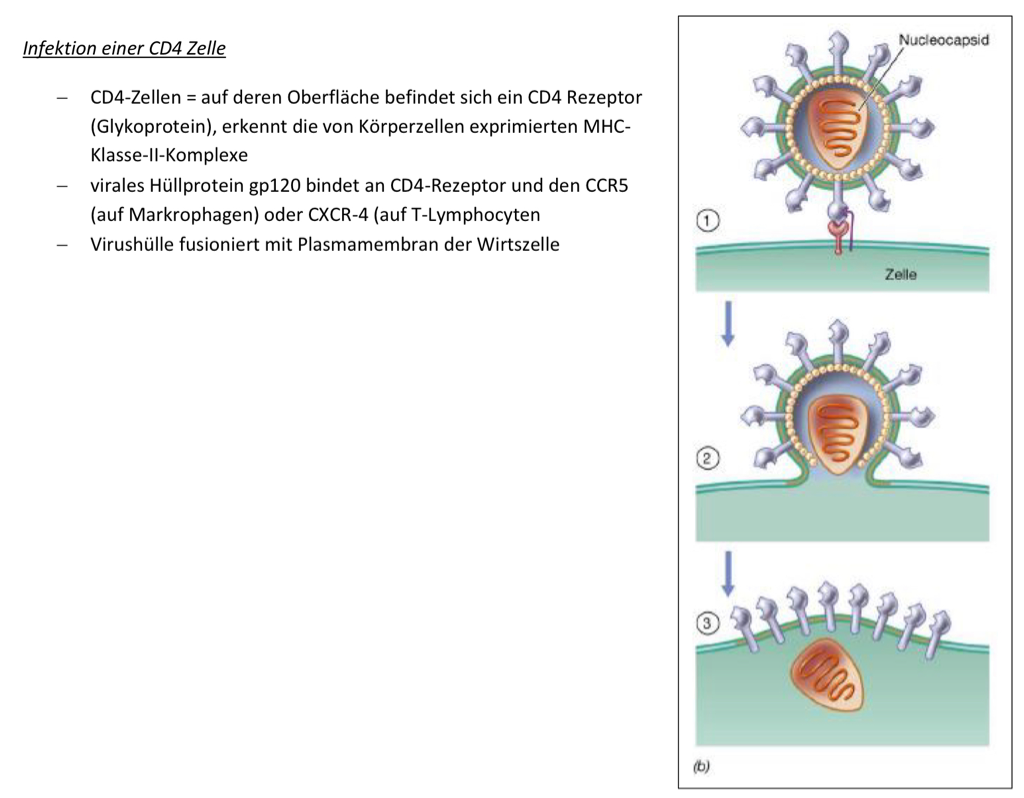 Infektion einer CD4 Zelle
– CD4-Zellen = auf deren Oberfläche befindet sich ein CD4 Rezeptor
(Glykoprotein), erkennt die von Körperzellen exprimierten MHC-
Klasse-II-Komplexe
– virales Hüllprotein gp120 bindet an CD4-Rezeptor und den CCR5
(auf Markrophagen) oder CXCR-4 (auf T-Lymphocyten
– Virushülle fusioniert mit Plasmamembran der Wirtszelle
Nucleocapsid
1
Zelle
2
3
(b)